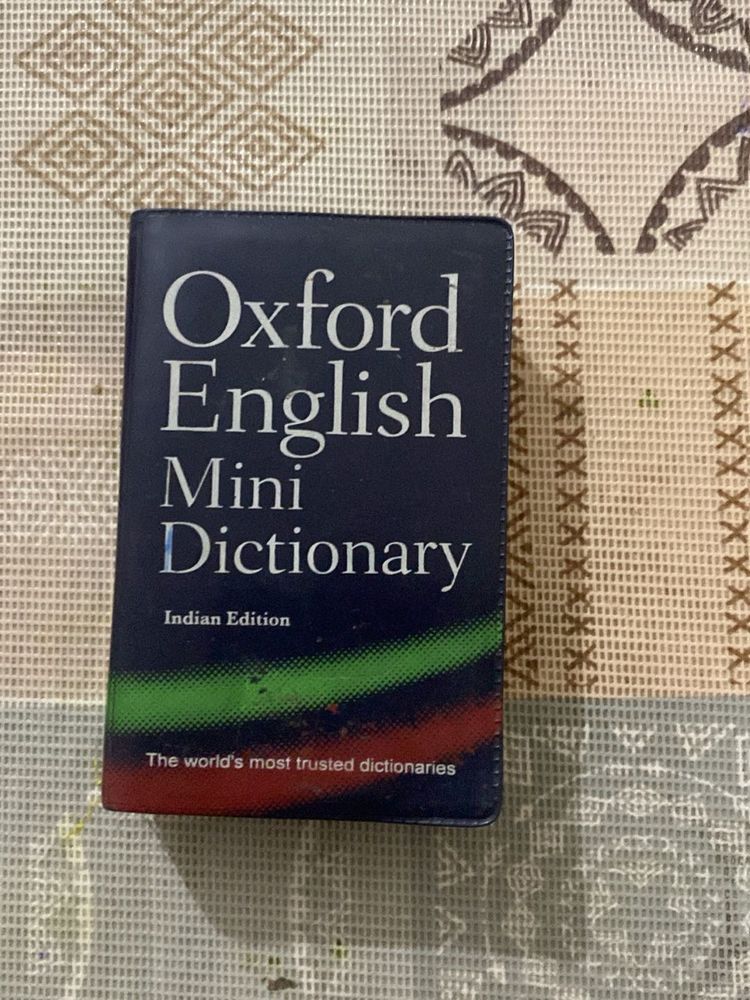 Oxford
English
Mini
Dictionary
Indian Edition
The world's most trusted dictionaries